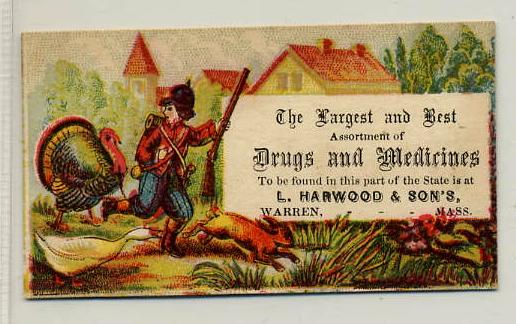 The Largest and Best
Assortment of
Drugs and Medicines
To be found in this part of the State is at
L. HARWOOD & SON'S,
WARREN, - - - MASS.